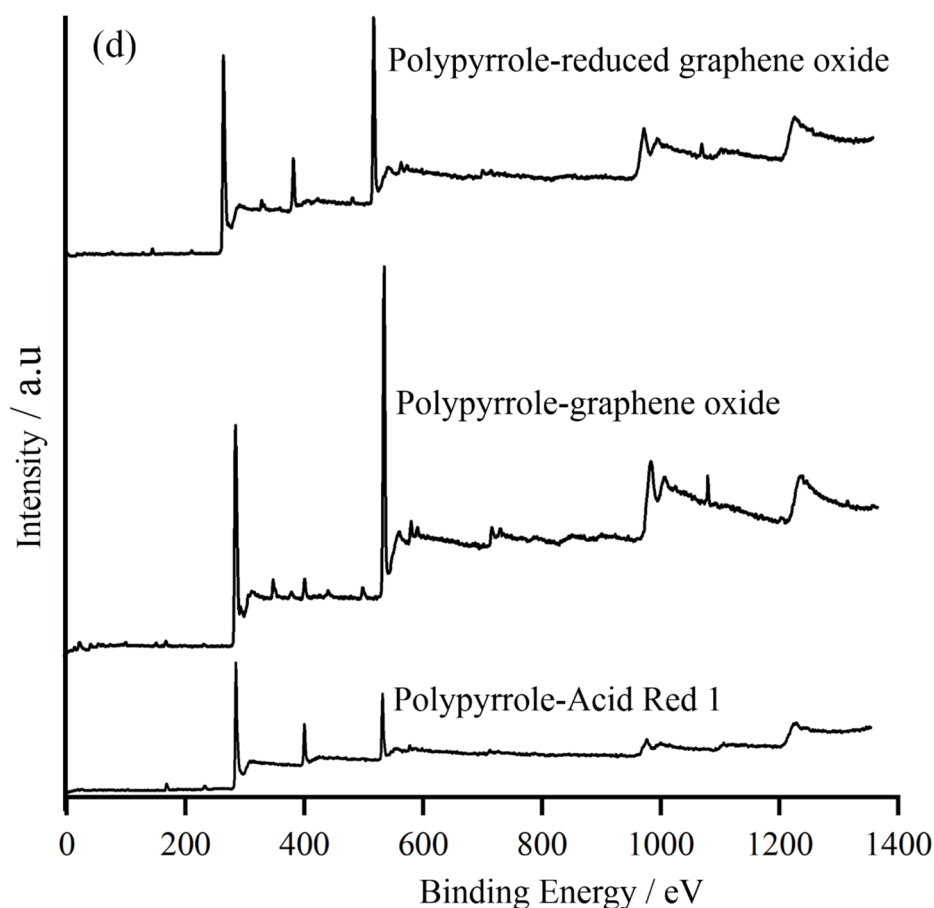 (d)
Polypyrrole-reduced graphene oxide
Polypyrrole-graphene oxide
Polypyrrole-Acid Red 1
Intensity / a.u
0 200 400 600 800 1000 1200 1400
Binding Energy / eV